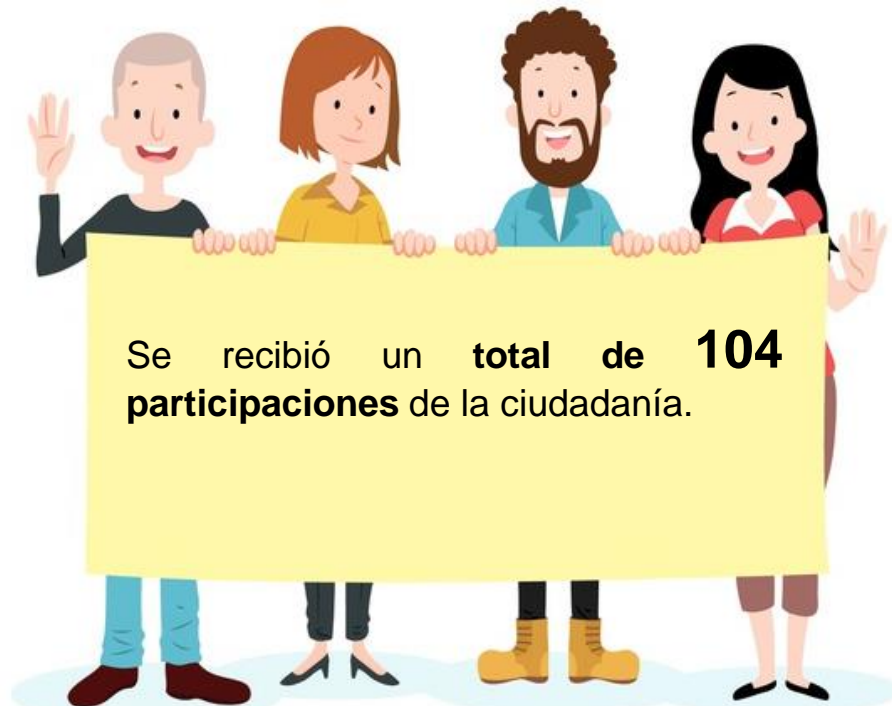 Se recibió un total de 104
participaciones de la ciudadanía.